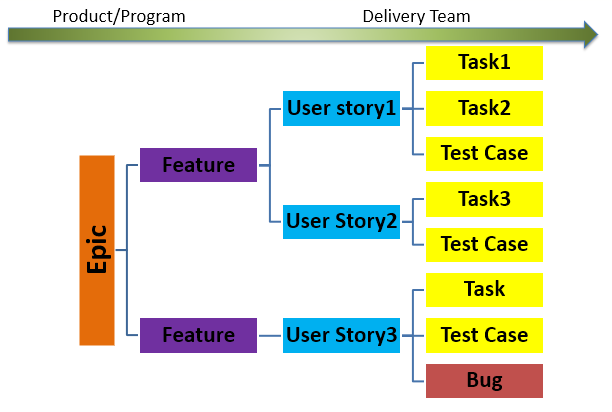 Product/Program
Delivery Team
Epic
Feature
User story1
Task1
Task2
Test Case
User Story2
Task3
Test Case
Feature
User Story3
Task
Test Case
Bug